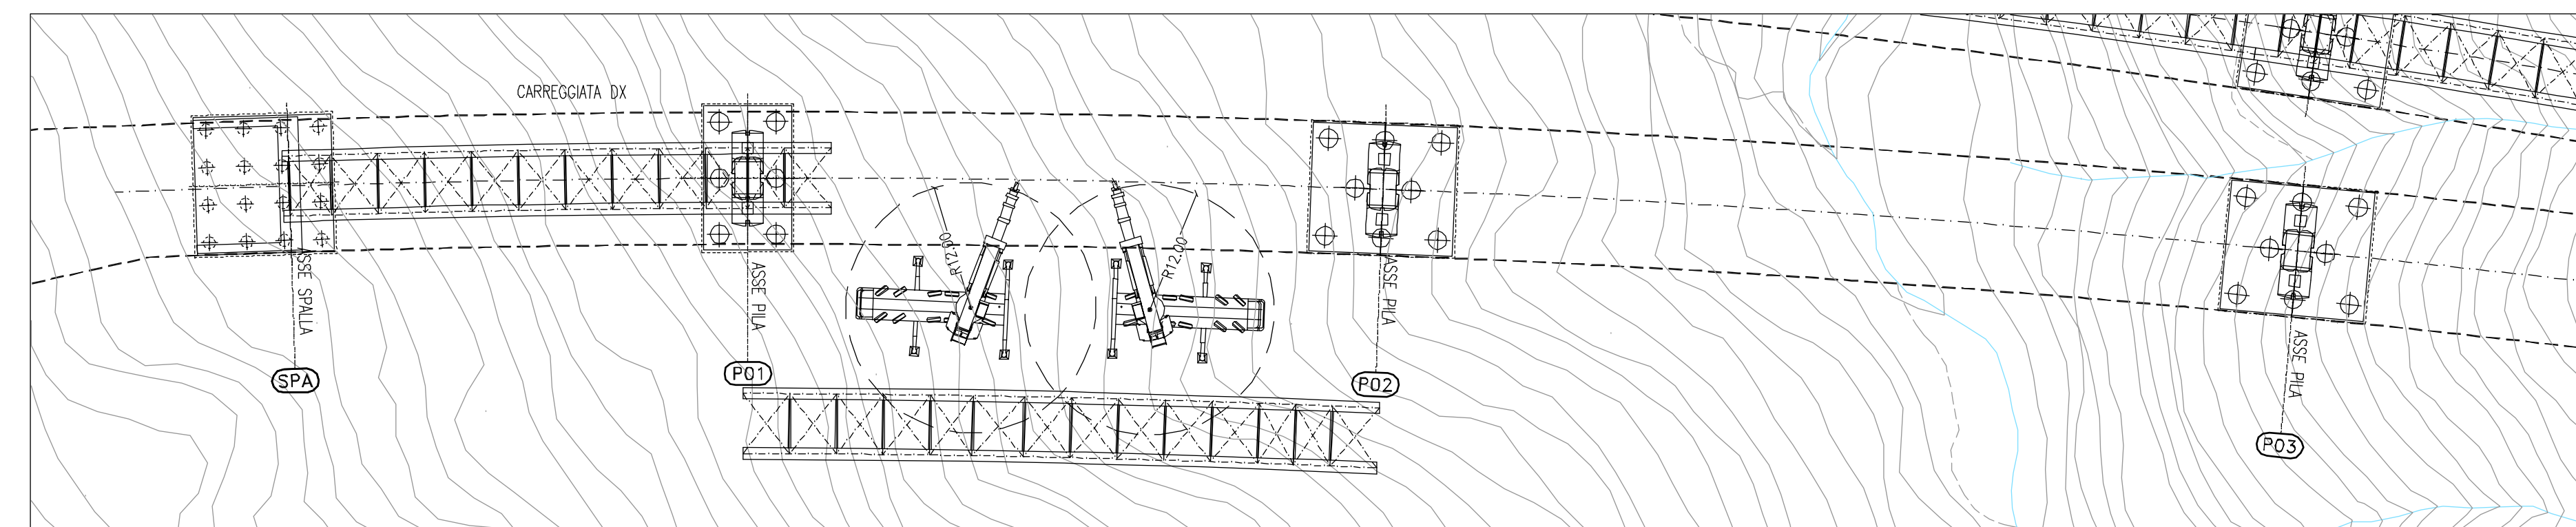 CARREGGIATA DX
R12.00
R12.00
ASSE SPALLA
ASSE PILA
ASSE PILA
ASSE PILA
SPA
P01
P02
P03